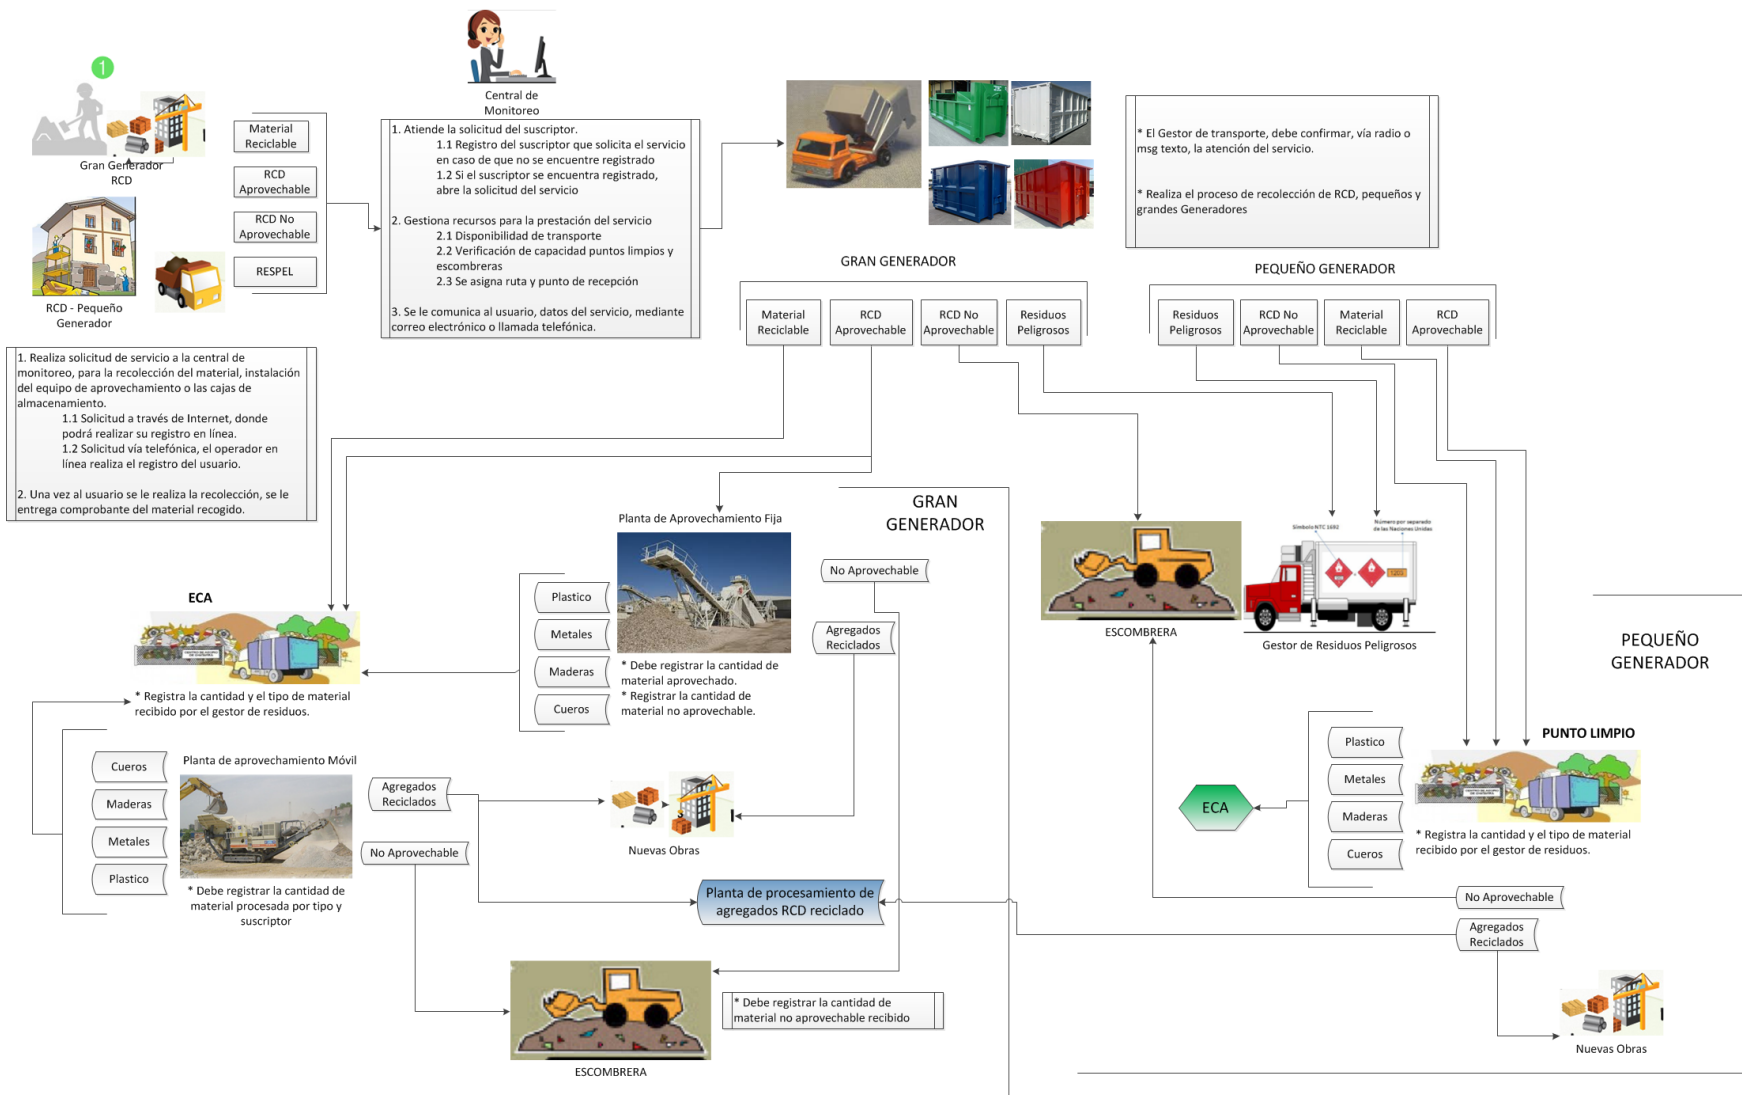 1
Gran Generador
RCD
RCD - Pequeño
Generador
Material
Reciclable
RCD
Aprovechable
RCD No
Aprovechable
RESPEL
1. Realiza solicitud de servicio a la central de
monitoreo, para la recolección del material, instalación
del equipo de aprovechamiento o las cajas de
almacenamiento.
1.1 Solicitud a través de Internet, donde
podrá realizar su registro en línea.
1.2 Solicitud vía telefónica, el operador en
línea realiza el registro del usuario.
2. Una vez al usuario se le realiza la recolección, se le
entrega comprobante del material recogido.
Central de
Monitoreo
1. Atiende la solicitud del suscriptor.
1.1 Registro del suscriptor que solicita el servicio
en caso de que no se encuentre registrado
1.2 Si el suscriptor se encuentra registrado,
abre la solicitud del servicio
2. Gestiona recursos para la prestación del servicio
2.1 Disponibilidad de transporte
2.2 Verificación de capacidad puntos limpios y
escombreras
2.3 Se asigna ruta y punto de recepción
3. Se le comunica al usuario, datos del servicio, mediante
correo electrónico o llamada telefónica.
* El Gestor de transporte, debe confirmar, vía radio o
msg texto, la atención del servicio.
* Realiza el proceso de recolección de RCD, pequeños y
grandes Generadores
GRAN GENERADOR
Material
Reciclable
RCD
Aprovechable
RCD No
Aprovechable
Residuos
Peligrosos
PEQUEÑO GENERADOR
Residuos
Peligrosos
RCD No
Aprovechable
Material
Reciclable
RCD
Aprovechable
GRAN
GENERADOR
Planta de Aprovechamiento Fija
Plastico
Metales
Maderas
Cueros
* Debe registrar la cantidad de
material aprovechado.
* Registrar la cantidad de
material no aprovechable.
No Aprovechable
Agregados
Reciclados
ECA
* Registra la cantidad y el tipo de material
recibido por el gestor de residuos.
Planta de aprovechamiento Móvil
Cueros
Maderas
Metales
Plastico
* Debe registrar la cantidad de
material procesada por tipo y
suscriptor
Agregados
Reciclados
No Aprovechable
Nuevas Obras
Planta de procesamiento de
agregados RCD reciclado
ESCOMBRERA
* Debe registrar la cantidad de
material no aprovechable recibido
ESCOMBRERA
Símbolo NTC 1692
Número por separado
de las Naciones Unidas
Gestor de Residuos Peligrosos
PEQUEÑO
GENERADOR
PUNTO LIMPIO
* Registra la cantidad y el tipo de material
recibido por el gestor de residuos.
Plastico
Metales
Maderas
Cueros
ECA
No Aprovechable
Agregados
Reciclados
Nuevas Obras